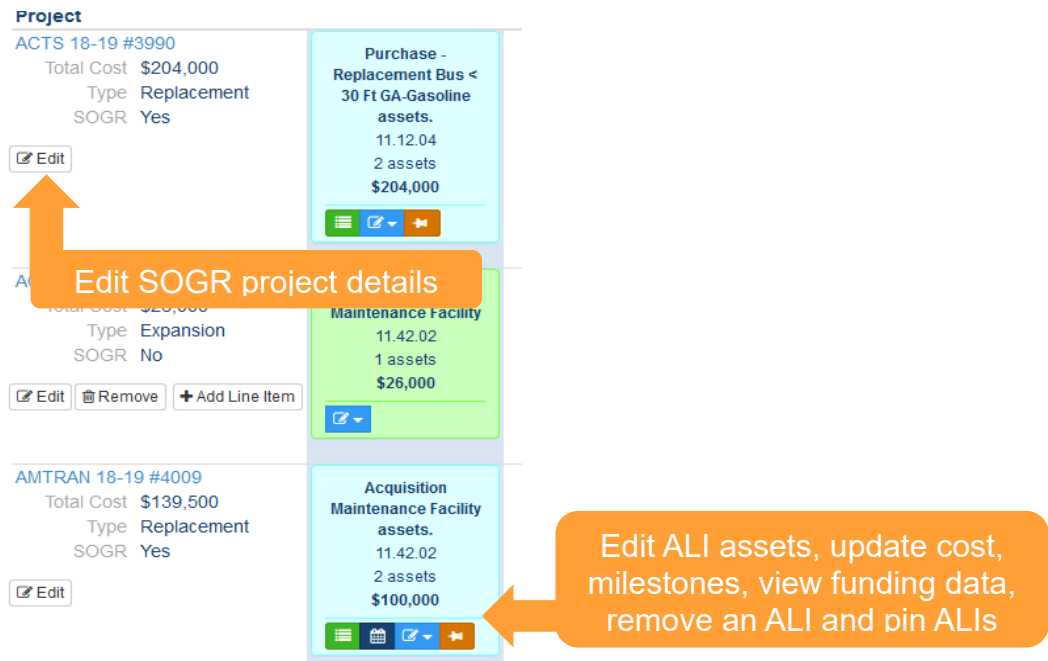 Project
ACTS 18-19 #3990
Total Cost $204,000
Type Replacement
SOGR Yes
Edit
Purchase -
Replacement Bus <
30 Ft GA-Gasoline
assets.
11.12.04
2 assets
$204,000
Edit SOGR project details
Type Expansion
SOGR No
Edit Remove Add Line Item
Maintenance Facility
11.42.02
1 assets
$26,000
AMTRAN 18-19 #4009
Total Cost $139,500
Type Replacement
SOGR Yes
Edit
Acquisition
Maintenance Facility
assets.
11.42.02
2 assets
$100,000
Edit ALI assets, update cost,
milestones, view funding data,
remove an ALI and pin ALIs